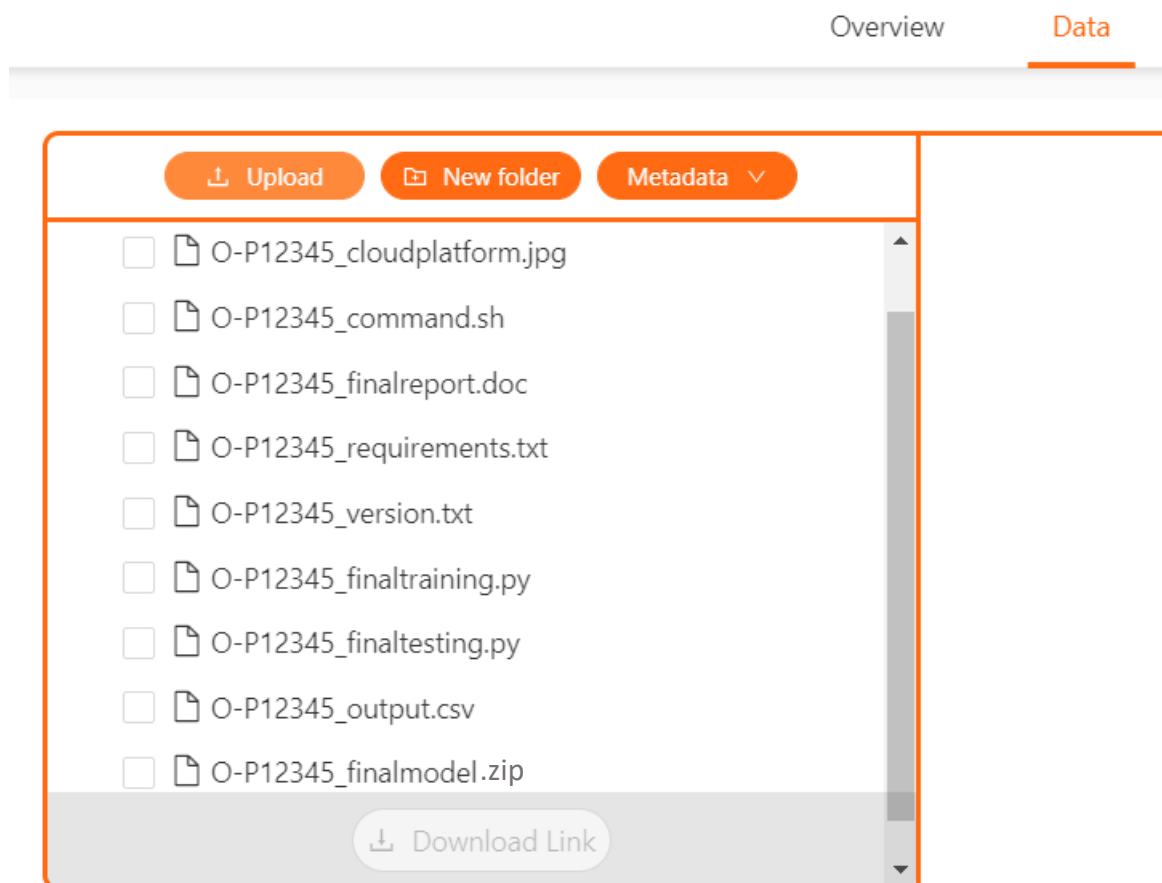 Overview Data
Upload New folder Metadata
O-P12345_cloudplatform.jpg
O-P12345_command.sh
O-P12345_finalreport.doc
O-P12345_requirements.txt
O-P12345_version.txt
O-P12345_finaltraining.py
O-P12345_finaltesting.py
O-P12345_output.csv
O-P12345_finalmodel.zip
Download Link